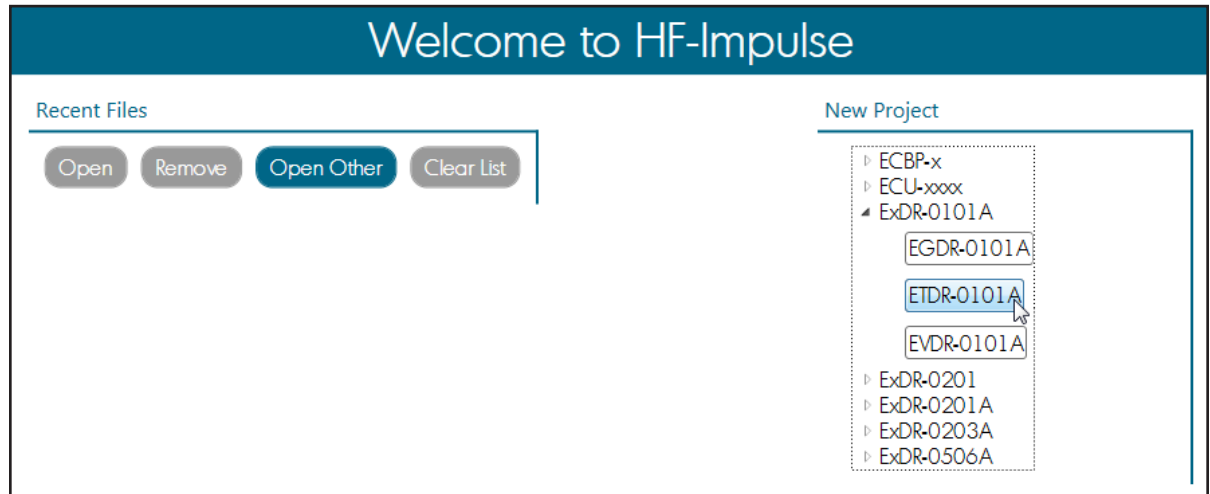 Welcome to HF-Impulse
Recent Files
Open Remove Open Other Clear List
New Project
ECBP-x
ECU-xxxx
ExDR-0101A
EGDR-0101A
ETDR-0101A
EVDR-0101A
ExDR-0201
ExDR-0201A
ExDR-0203A
ExDR-0506A